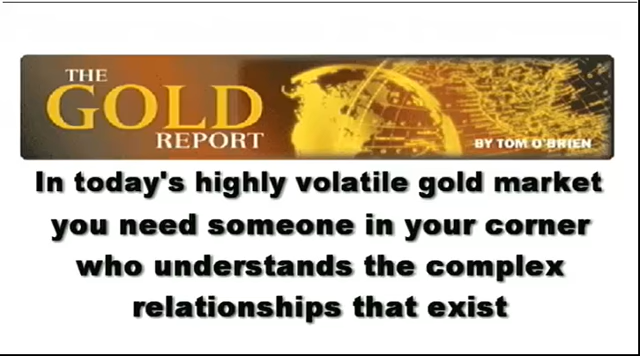 THE
GOLD
REPORT
BY TOM O'BRIEN
In today's highly volatile gold market
you need someone in your corner
who understands the complex
relationships that exist